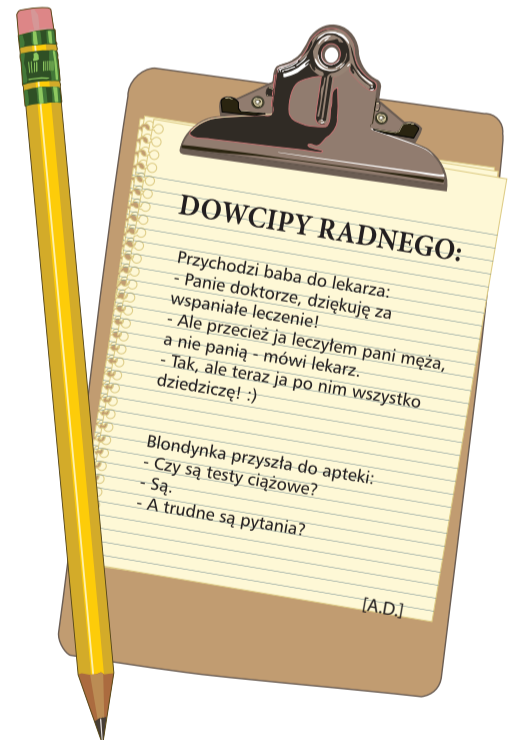 DOWCIPY RADNEGO:
Przychodzi baba do lekarza:
- Panie doktorze, dziękuję za
wspaniałe leczenie!
- Ale przecież ja leczyłem pani męża,
a nie panią - mówi lekarz.
- Tak, ale teraz ja po nim wszystko
dziedziczę! :)
Blondynka przyszła do apteki:
- Czy są testy ciążowe?
- Są.
- A trudne są pytania?
[A.D.]